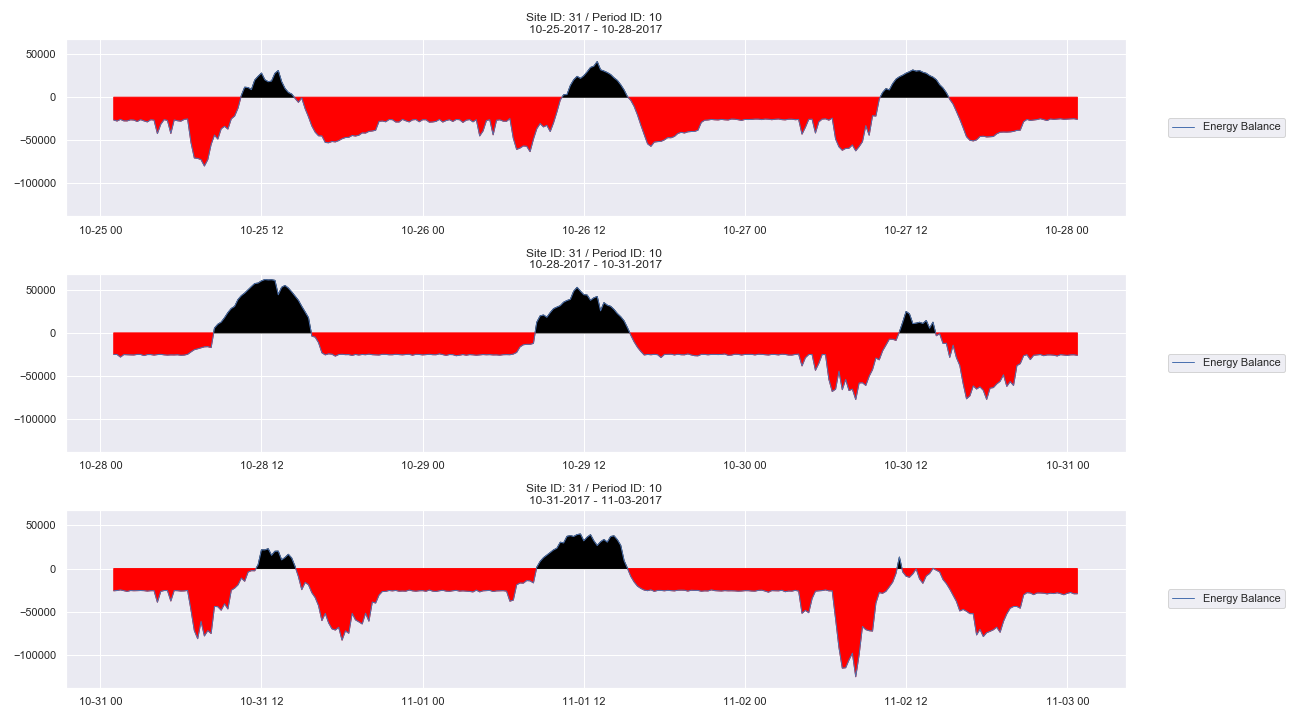 Site ID: 31 / Period ID: 10
10-25-2017 - 10-28-2017
50000
0
−50000
−100000
10-25 00 10-25 12 10-26 00 10-26 12 10-27 00 10-27 12 10-28 00
Energy Balance
Site ID: 31 / Period ID: 10
10-28-2017 - 10-31-2017
50000
0
−50000
−100000
10-28 00 10-28 12 10-29 00 10-29 12 10-30 00 10-30 12 10-31 00
Energy Balance
Site ID: 31 / Period ID: 10
10-31-2017 - 11-03-2017
50000
0
−50000
−100000
10-31 00 10-31 12 11-01 00 11-01 12 11-02 00 11-02 12 11-03 00
Energy Balance